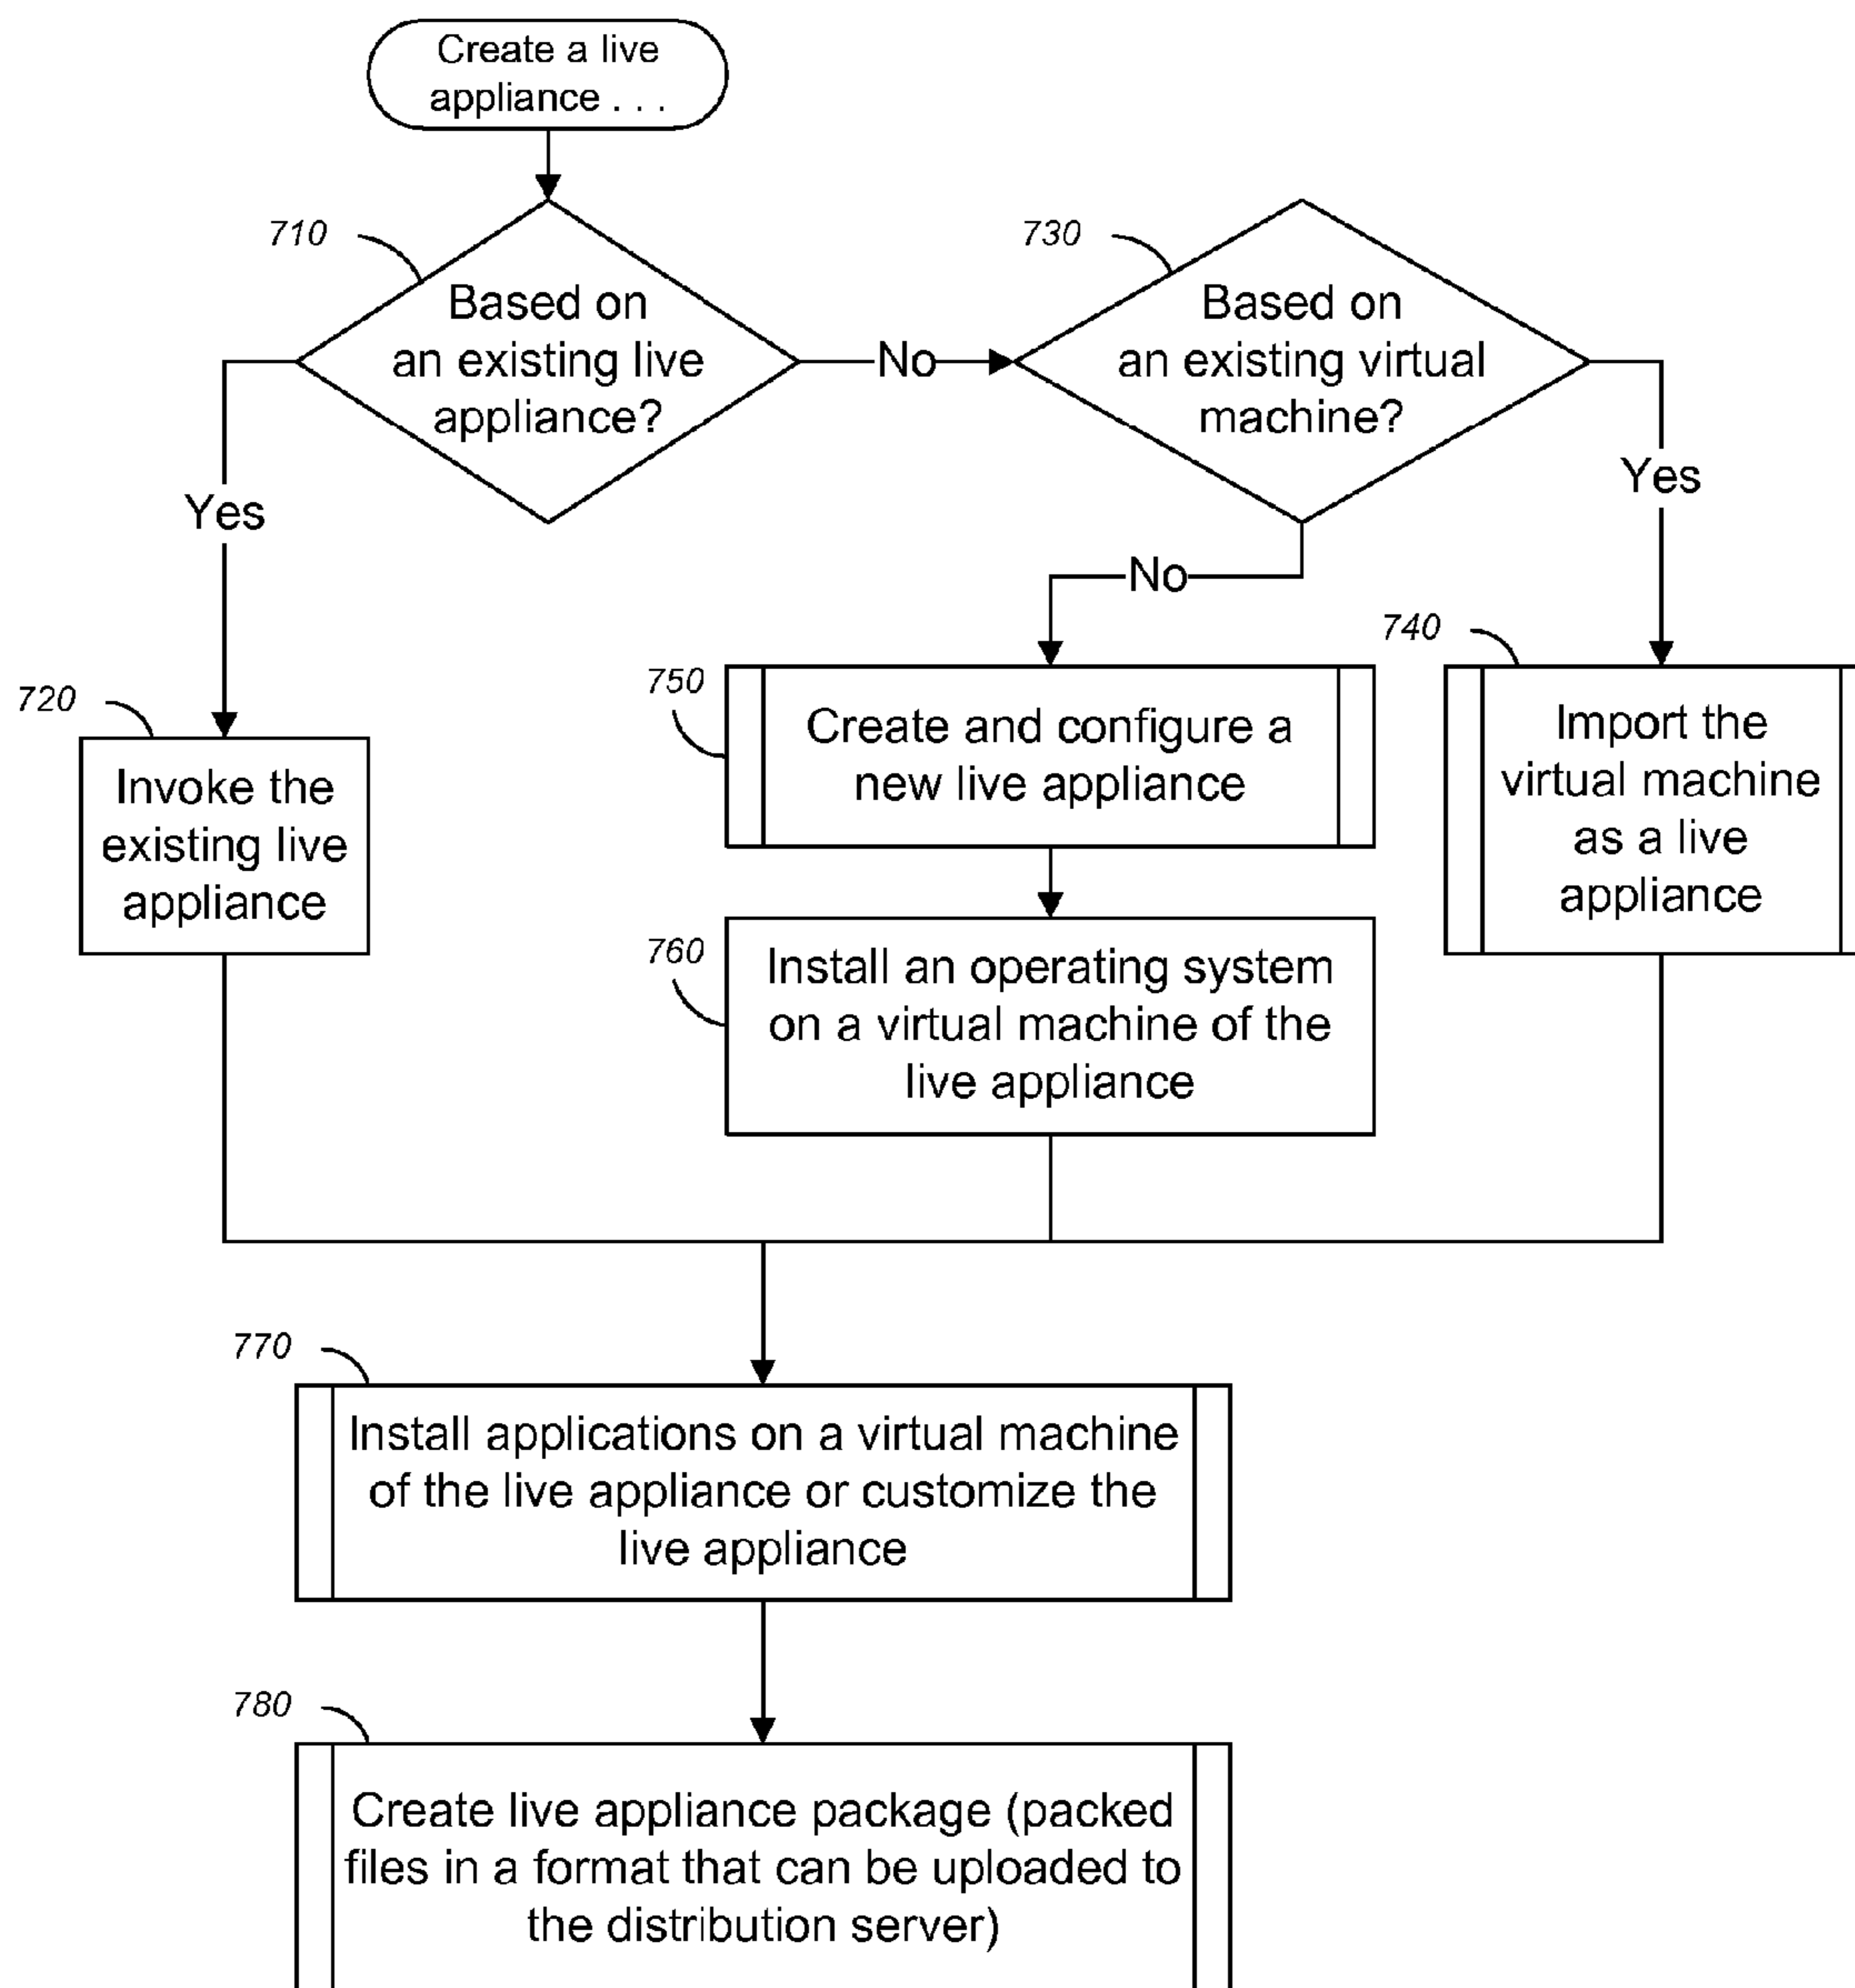 Create a live
appliance . . .
710
Based on
an existing live
appliance?
No
730
Based on
an existing virtual
machine?
Yes
Yes
No
720
Invoke the
existing live
appliance
750
Create and configure a
new live appliance
740
Import the
virtual machine
as a live
appliance
760
Install an operating system
on a virtual machine of the
live appliance
770
Install applications on a virtual machine
of the live appliance or customize the
live appliance
780
Create live appliance package (packed
files in a format that can be uploaded to
the distribution server)